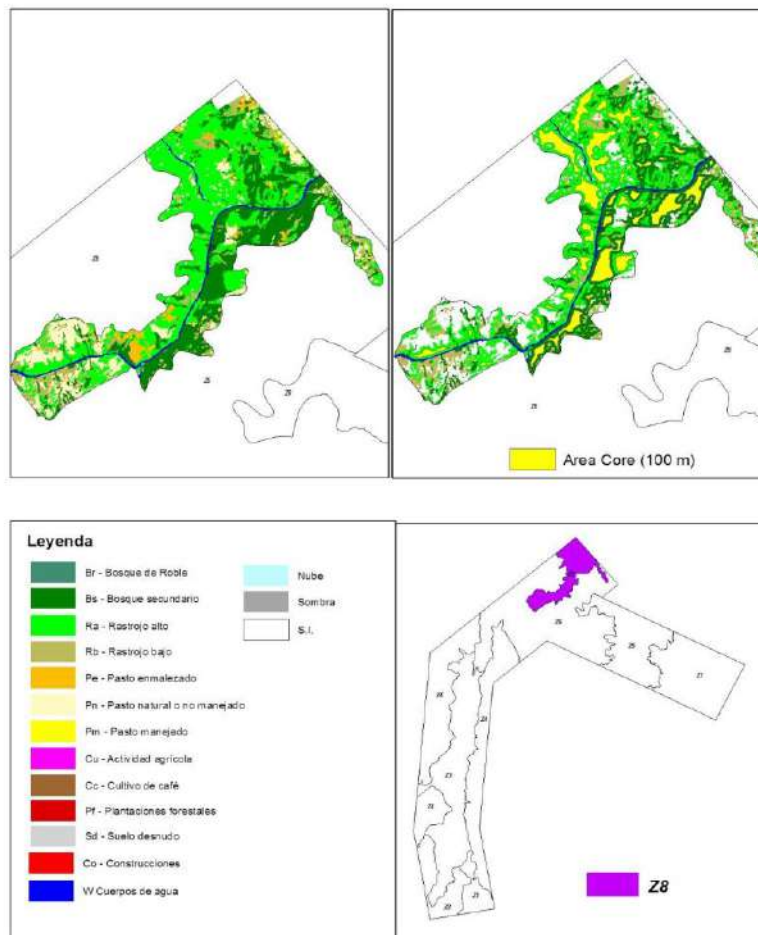 Area Core (100 m)
Leyenda
Br - Bosque de Roble
Bs - Bosque secundario
Ra - Rastrojo alto
Rb - Rastrojo bajo
Pe - Pasto enmalezado
Pn - Pasto natural o no manejado
Pm - Pasto manejado
Cu - Actividad agrícola
Cc - Cultivo de café
Pf - Plantaciones forestales
Sd - Suelo desnudo
Co - Construcciones
W Cuerpos de agua
Nube
Sombra
S.I.
Z8